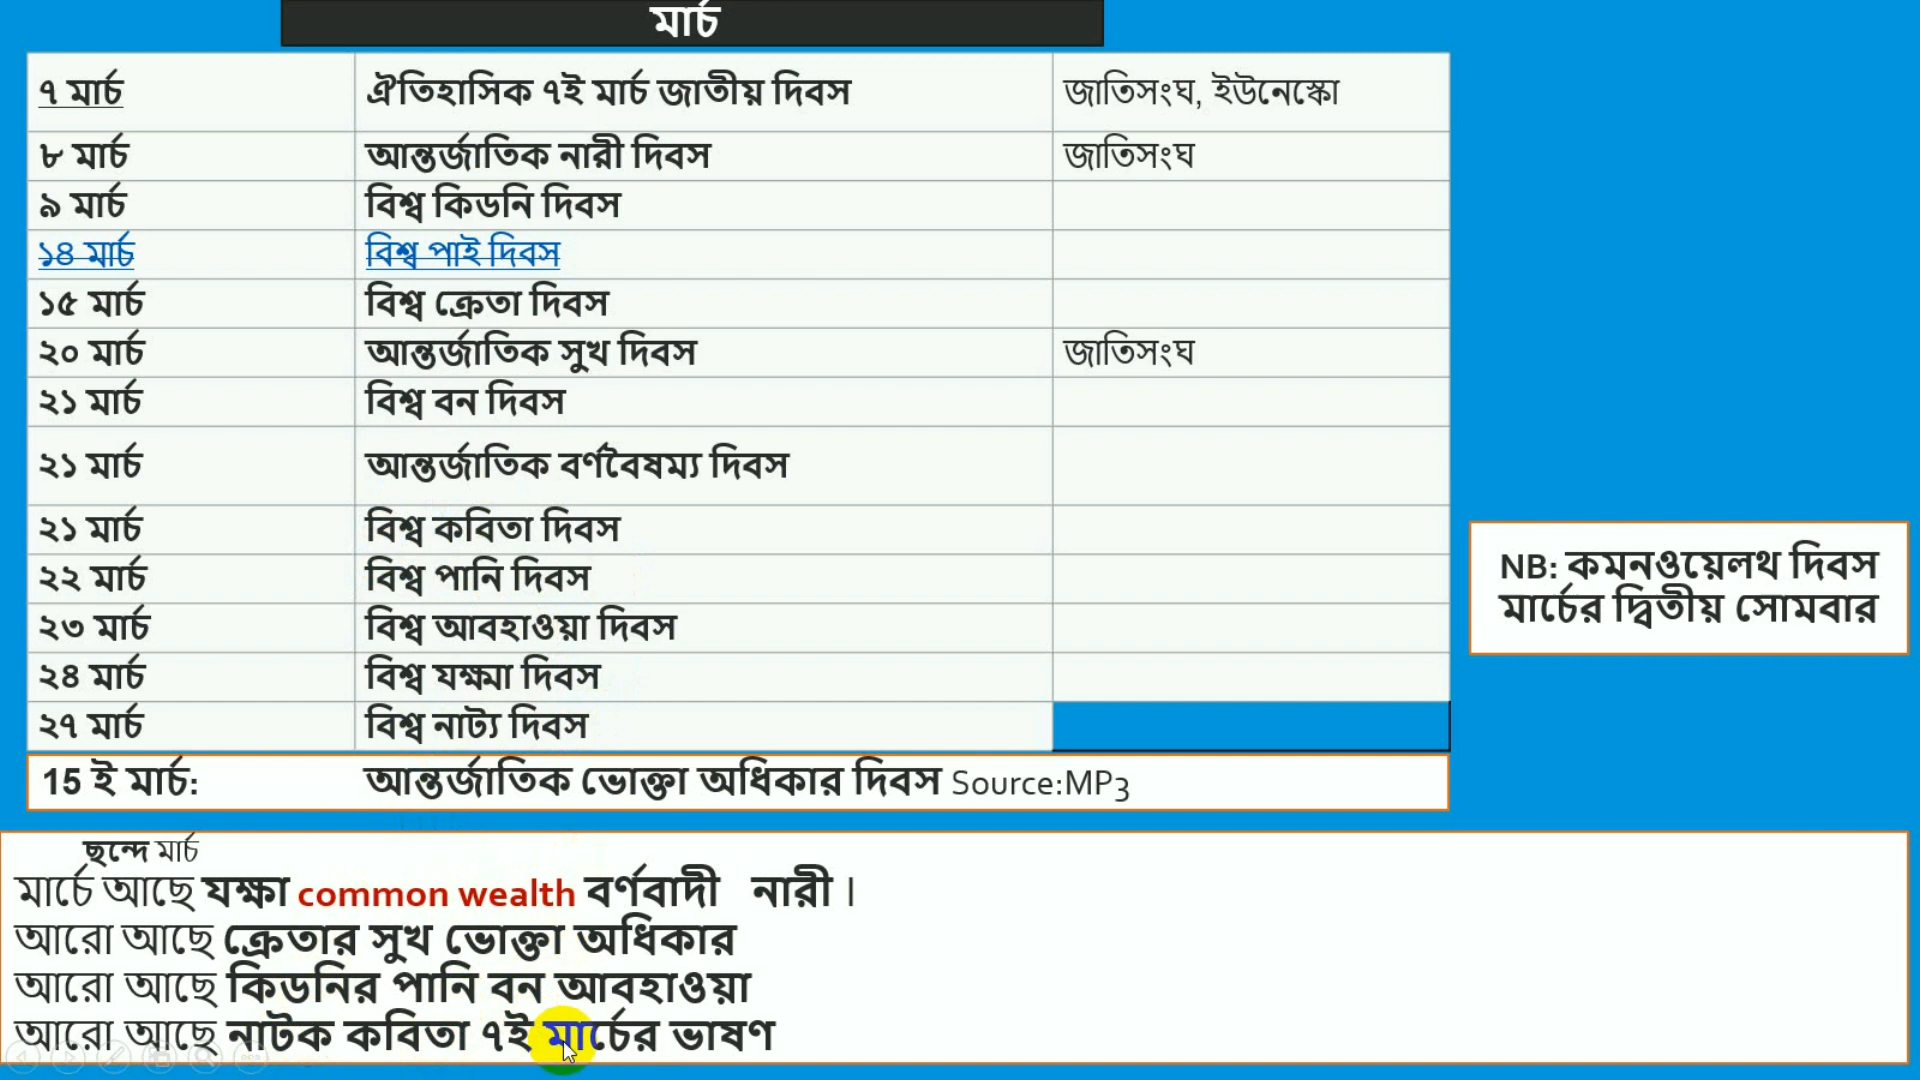 মার্চ
৭ মার্চ ঐতিহাসিক ৭ই মার্চ জাতীয় দিবস জাতিসংঘ, ইউনেস্কো
৮ মার্চ আন্তর্জাতিক নারী দিবস জাতিসংঘ
৯ মার্চ বিশ্ব কিডনি দিবস
১৪ মার্চ বিশ্ব পাই দিবস
১৫ মার্চ বিশ্ব ক্রেতা দিবস
২০ মার্চ আন্তর্জাতিক সুখ দিবস জাতিসংঘ
২১ মার্চ বিশ্ব বন দিবস
২১ মার্চ আন্তর্জাতিক বর্ণবৈষম্য দিবস
২১ মার্চ বিশ্ব কবিতা দিবস
২২ মার্চ বিশ্ব পানি দিবস
২৩ মার্চ বিশ্ব আবহাওয়া দিবস
২৪ মার্চ বিশ্ব যক্ষ্মা দিবস
২৭ মার্চ বিশ্ব নাট্য দিবস
15 ই মার্চ: আন্তর্জাতিক ভোক্তা অধিকার দিবস Source:MP3
NB: কমনওয়েলথ দিবস
মার্চের দ্বিতীয় সোমবার
ছন্দে মার্চ
মার্চে আছে যক্ষা common wealth বর্ণবাদী নারী।
আরো আছে ক্রেতার সুখ ভোক্তা অধিকার
আরো আছে কিডনির পানি বন আবহাওয়া
আরো আছে নাটক কবিতা ৭ই মার্চের ভাষণ